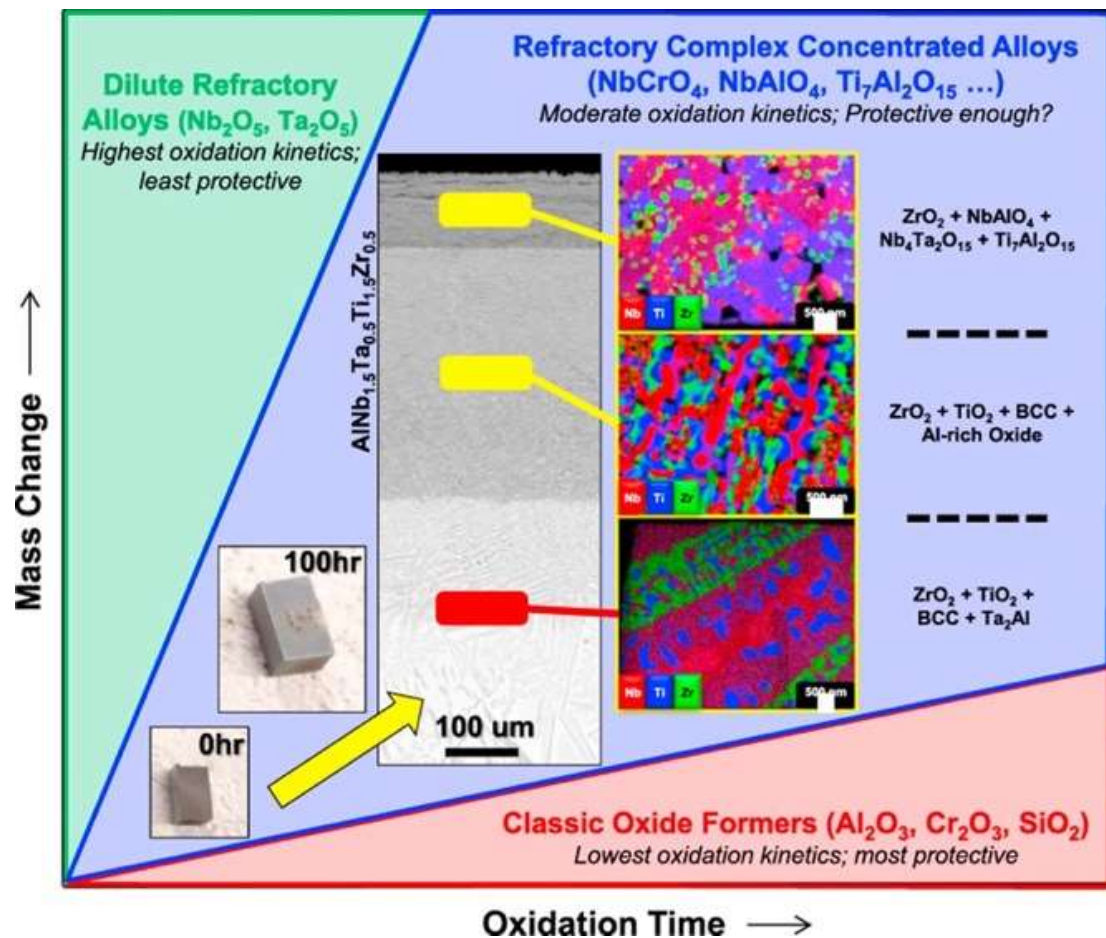 Dilute Refractory
Alloys (Nb₂O₅, Ta₂O₅)
Highest oxidation kinetics;
least protective
Refractory Complex Concentrated Alloys
(NbCrO₄, NbAlO₄, Ti₇Al₂O₁₅ ...)
Moderate oxidation kinetics; Protective enough?
AlNb₁.₅Ta₀.₅Ti₁.₅Zr₀.₅
Nb Ti Zr 500 nm
ZrO₂ + NbAlO₄ +
Nb₄Ta₂O₁₅ + Ti₇Al₂O₁₅
Nb Ti Zr 500 nm
ZrO₂ + TiO₂ + BCC +
Al-rich Oxide
Nb Ti Zr 500 nm
ZrO₂ + TiO₂ +
BCC + Ta₂Al
100hr
0hr
100 um
Classic Oxide Formers (Al₂O₃, Cr₂O₃, SiO₂)
Lowest oxidation kinetics; most protective
Mass Change →
Oxidation Time →